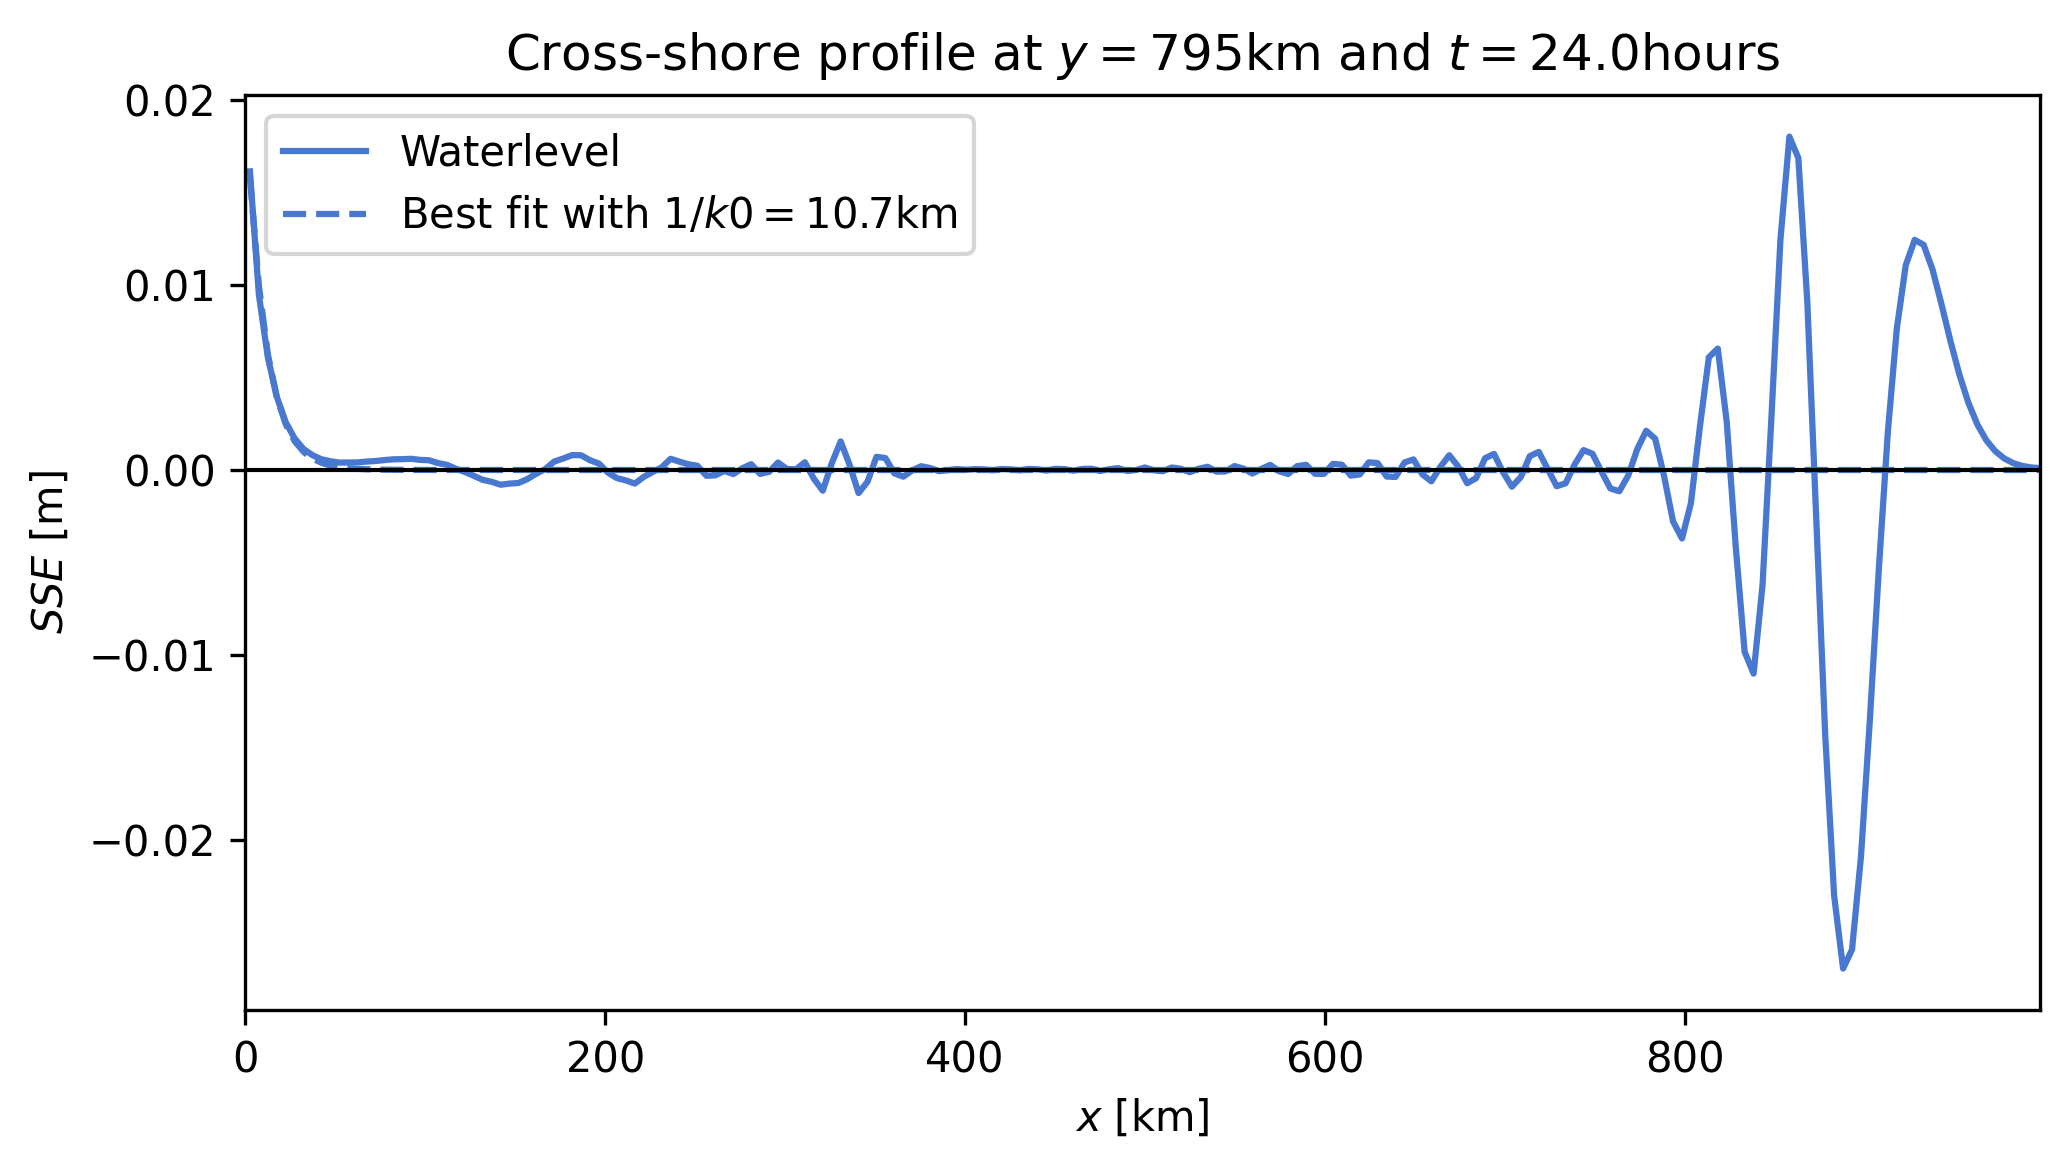 Cross-shore profile at y = 795km and t = 24.0hours
Waterlevel
Best fit with 1/k0 = 10.7km
0.02
0.01
0.00
−0.01
−0.02
SSE [m]
0
200
400
600
800
x [km]